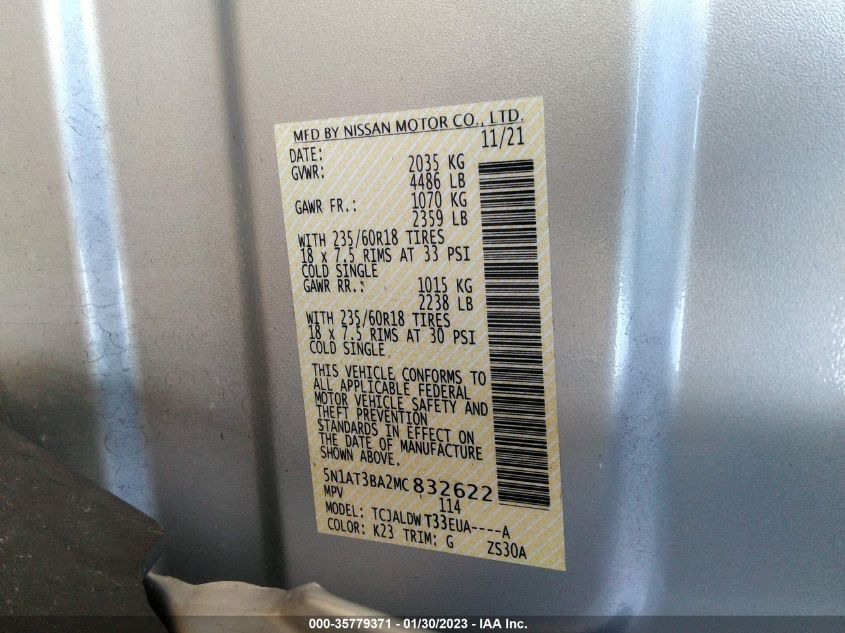 MFD BY NISSAN MOTOR CO., LTD.
DATE: 11/21
GVWR: 2035 KG
4486 LB
GAWR FR.: 1070 KG
2359 LB
WITH 235/60R18 TIRES
18 x 7.5 RIMS AT 33 PSI
COLD SINGLE
GAWR RR.: 1015 KG
2238 LB
WITH 235/60R18 TIRES
18 x 7.5 RIMS AT 30 PSI
COLD SINGLE
THIS VEHICLE CONFORMS TO
ALL APPLICABLE FEDERAL
MOTOR VEHICLE SAFETY AND
THEFT PREVENTION
STANDARDS IN EFFECT ON
THE DATE OF MANUFACTURE
SHOWN ABOVE.
5N1AT3BA2MC832622
MPV 114
MODEL: TCJALDWT33EUA----A
COLOR: K23 TRIM: G ZS30A
000-35779371 - 01/30/2023 - IAA Inc.